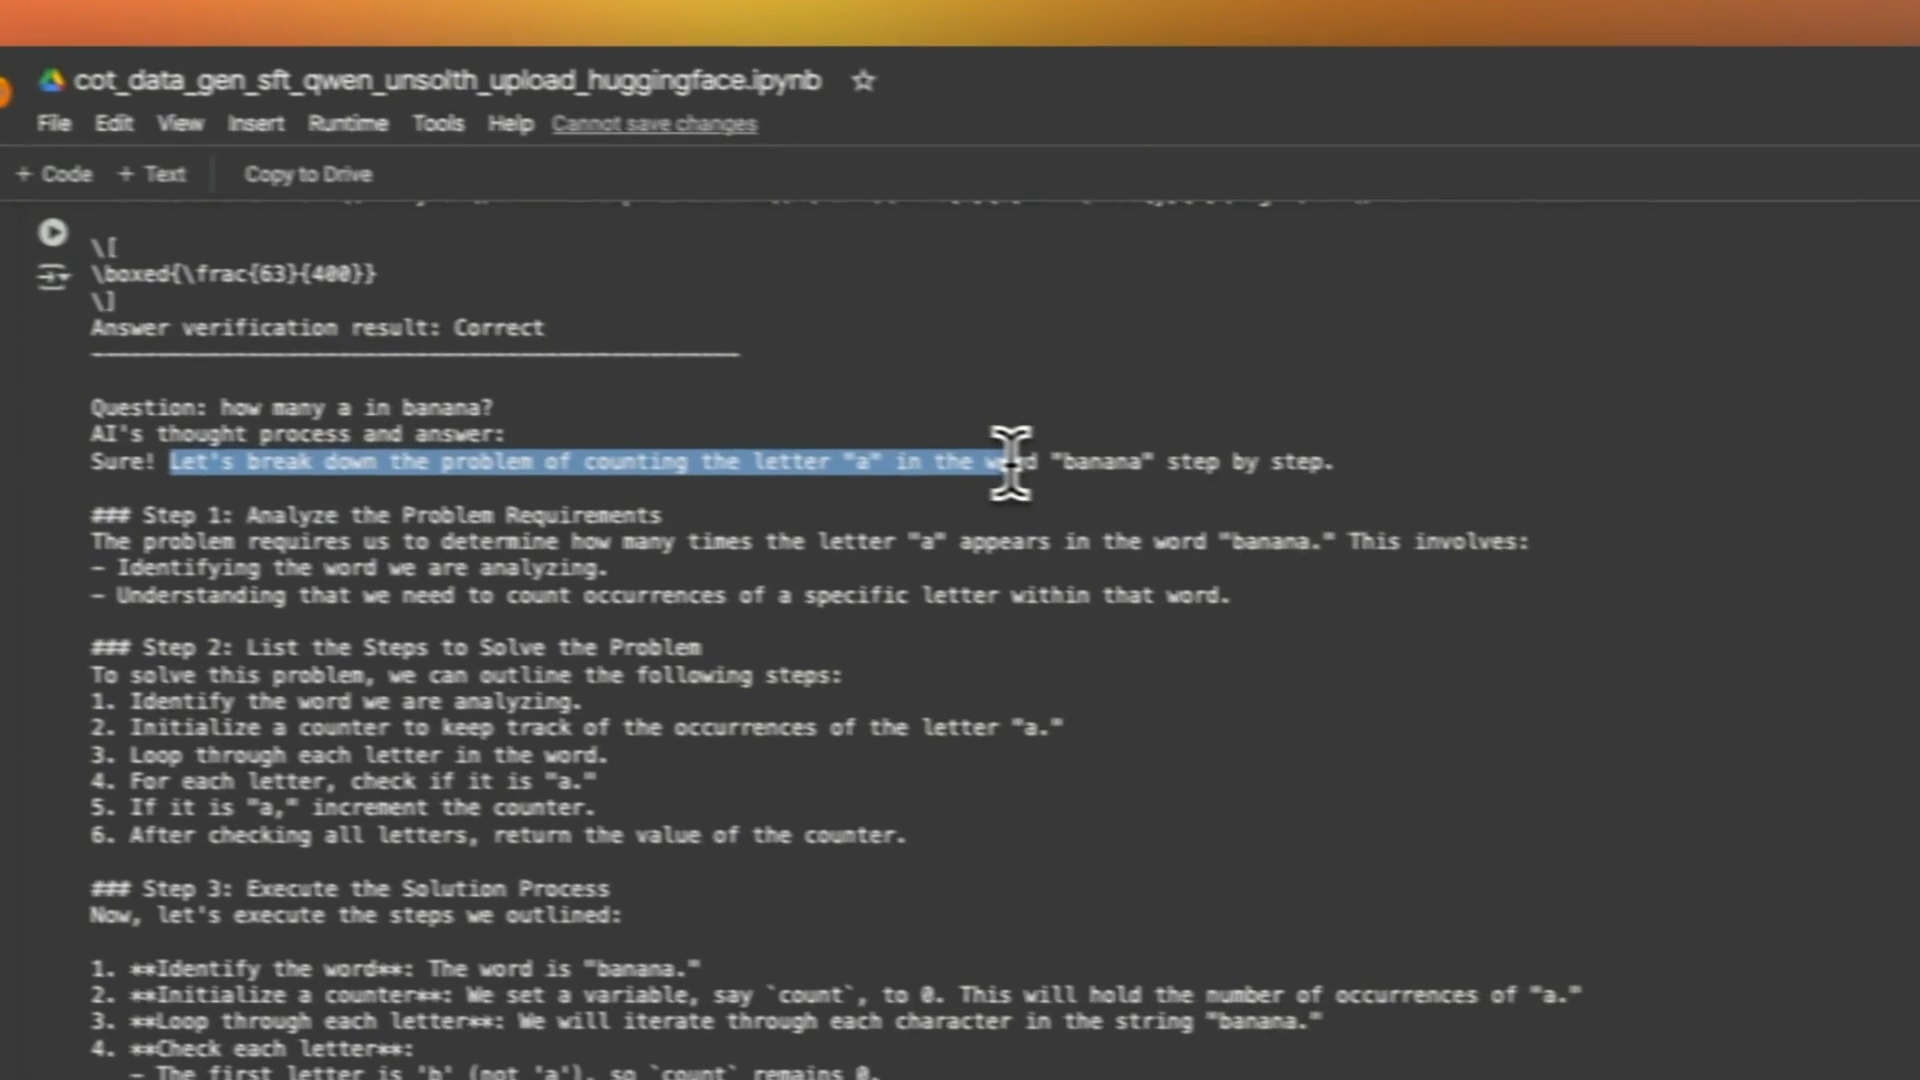 cot_data_gen_sft_qwen_unsolth_upload_huggingface.ipynb
File Edit View Insert Runtime Tools Help Cannot save changes
+ Code + Text Copy to Drive
\[
\boxed{\frac{63}{400}}
\]
Answer verification result: Correct
Question: how many a in banana?
AI's thought process and answer:
Sure! Let's break down the problem of counting the letter "a" in the word "banana" step by step.
### Step 1: Analyze the Problem Requirements
The problem requires us to determine how many times the letter "a" appears in the word "banana." This involves:
- Identifying the word we are analyzing.
- Understanding that we need to count occurrences of a specific letter within that word.
### Step 2: List the Steps to Solve the Problem
To solve this problem, we can outline the following steps:
1. Identify the word we are analyzing.
2. Initialize a counter to keep track of the occurrences of the letter "a."
3. Loop through each letter in the word.
4. For each letter, check if it is "a."
5. If it is "a," increment the counter.
6. After checking all letters, return the value of the counter.
### Step 3: Execute the Solution Process
Now, let's execute the steps we outlined:
1. **Identify the word**: The word is "banana."
2. **Initialize a counter**: We set a variable, say `count`, to 0. This will hold the number of occurrences of "a."
3. **Loop through each letter**: We will iterate through each character in the string "banana."
4. **Check each letter**:
- The first letter is 'b' (not 'a'), so `count` remains 0.